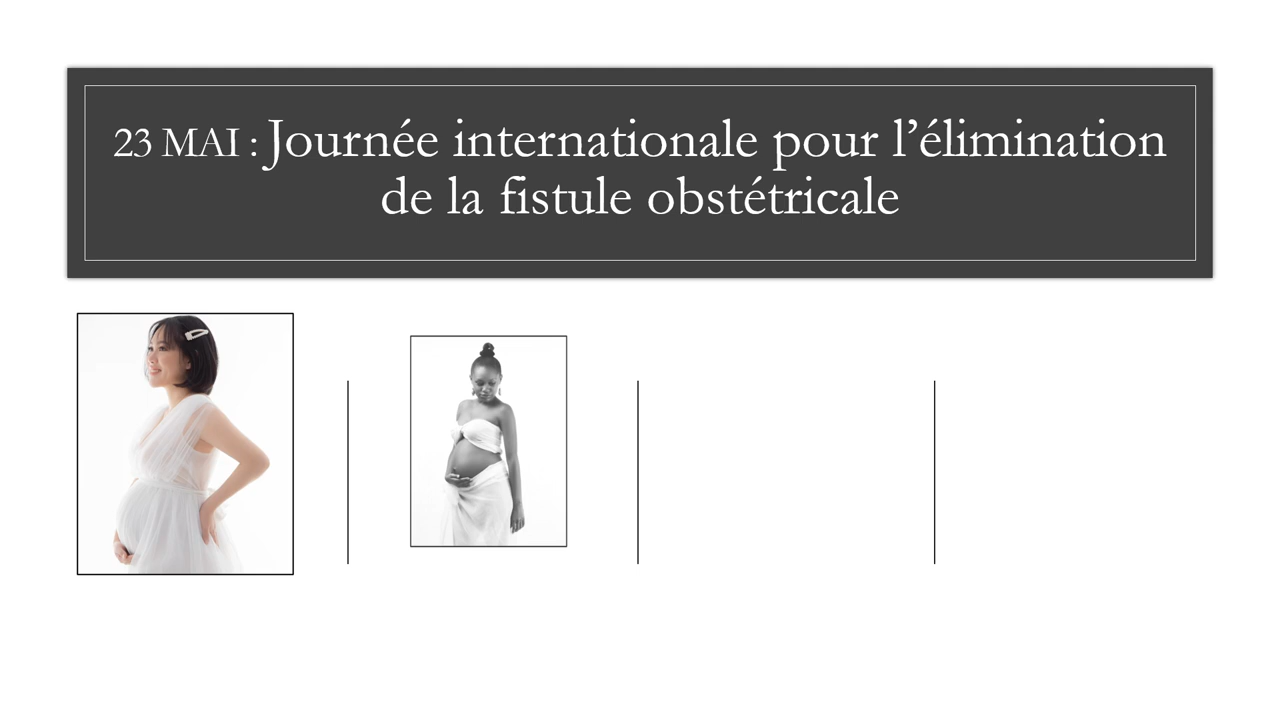 23 MAI : Journée internationale pour l’élimination
de la fistule obstétricale